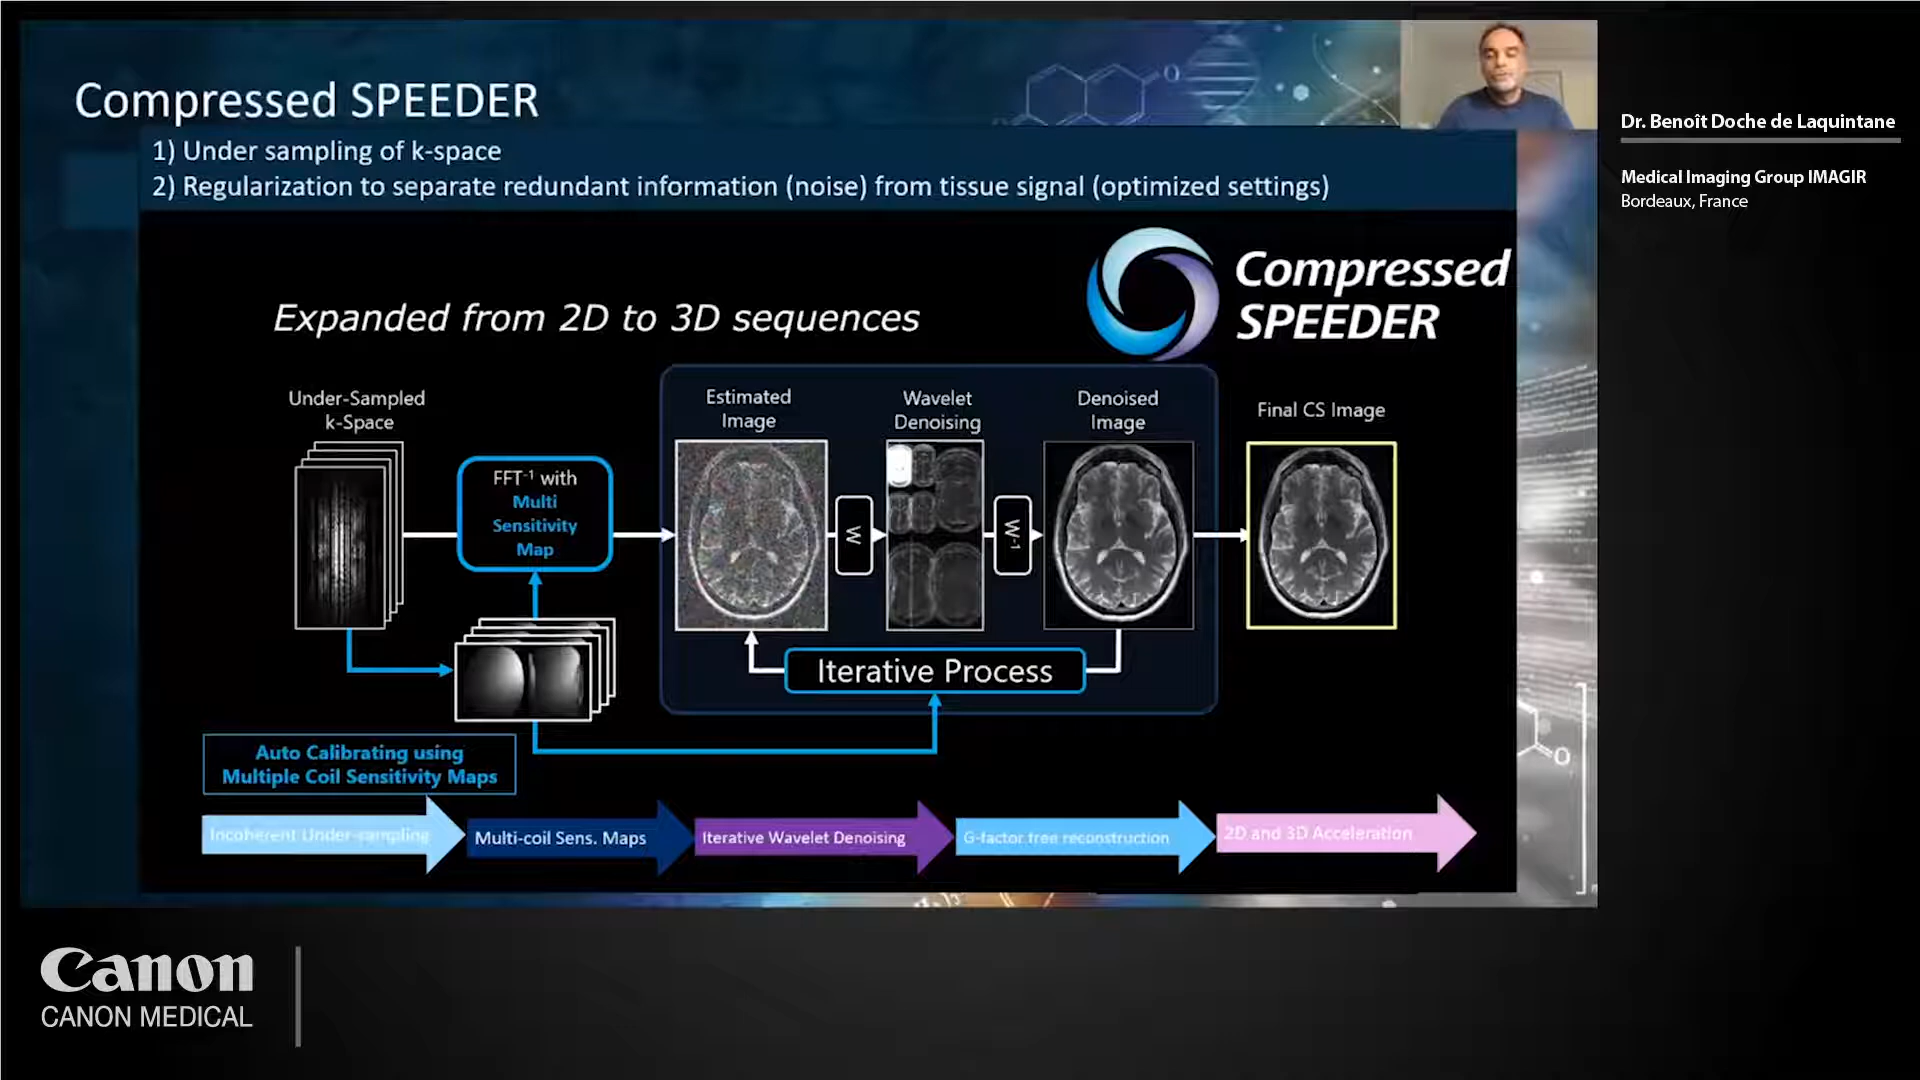 Compressed SPEEDER
1) Under sampling of k-space
2) Regularization to separate redundant information (noise) from tissue signal (optimized settings)
Dr. Benoît Doche de Laquintane
Medical Imaging Group IMAGIR
Bordeaux, France
Compressed
SPEEDER
Expanded from 2D to 3D sequences
Under-Sampled
k-Space
FFT⁻¹ with
Multi
Sensitivity
Map
Estimated
Image
W
Wavelet
Denoising
W⁻¹
Denoised
Image
Final CS Image
Iterative Process
Auto Calibrating using
Multiple Coil Sensitivity Maps
Incoherent Under-sampling
Multi-coil Sens. Maps
Iterative Wavelet Denoising
G-factor free reconstruction
2D and 3D Acceleration
O
O
Canon
CANON MEDICAL